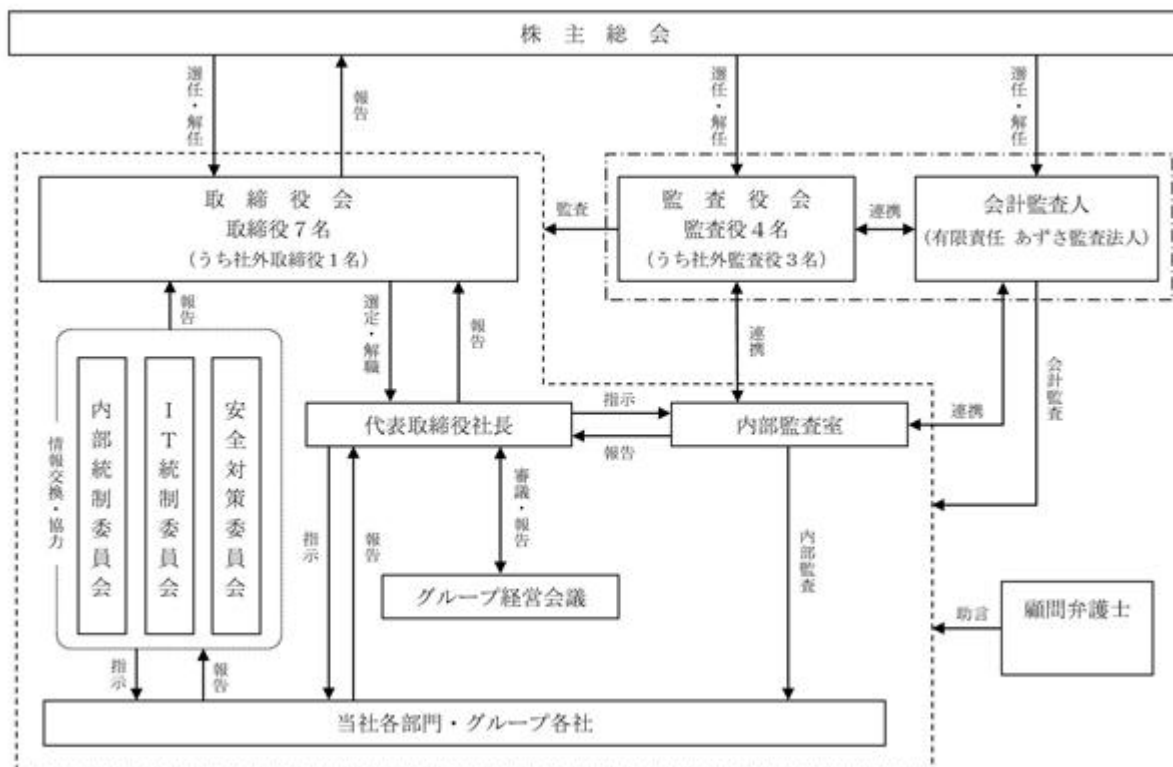 株主総会
選任・解任
報告
選任・解任
選任・解任
取締役会
取締役7名
(うち社外取締役1名)
監査
監査役会
監査役4名
(うち社外監査役3名)
連携
会計監査人
(有限責任 あずさ監査法人)
報告
選定・解職
報告
連携
会計監査
連携
情報交換・協力
内部統制委員会
IT統制委員会
安全対策委員会
代表取締役社長
指示
報告
内部監査室
審議・報告
指示
報告
内部監査
グループ経営会議
助言
顧問弁護士
指示
報告
当社各部門・グループ各社